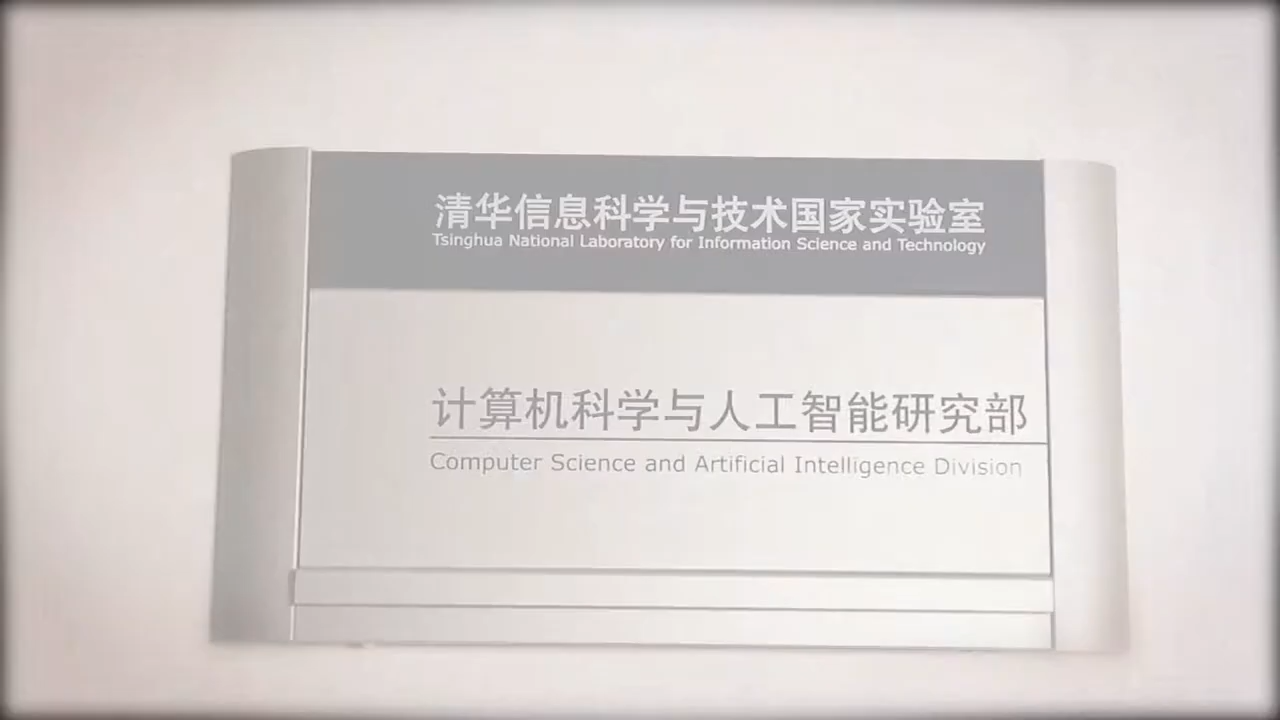 清华信息科学与技术国家实验室
Tsinghua National Laboratory for Information Science and Technology
计算机科学与人工智能研究部
Computer Science and Artificial Intelligence Division